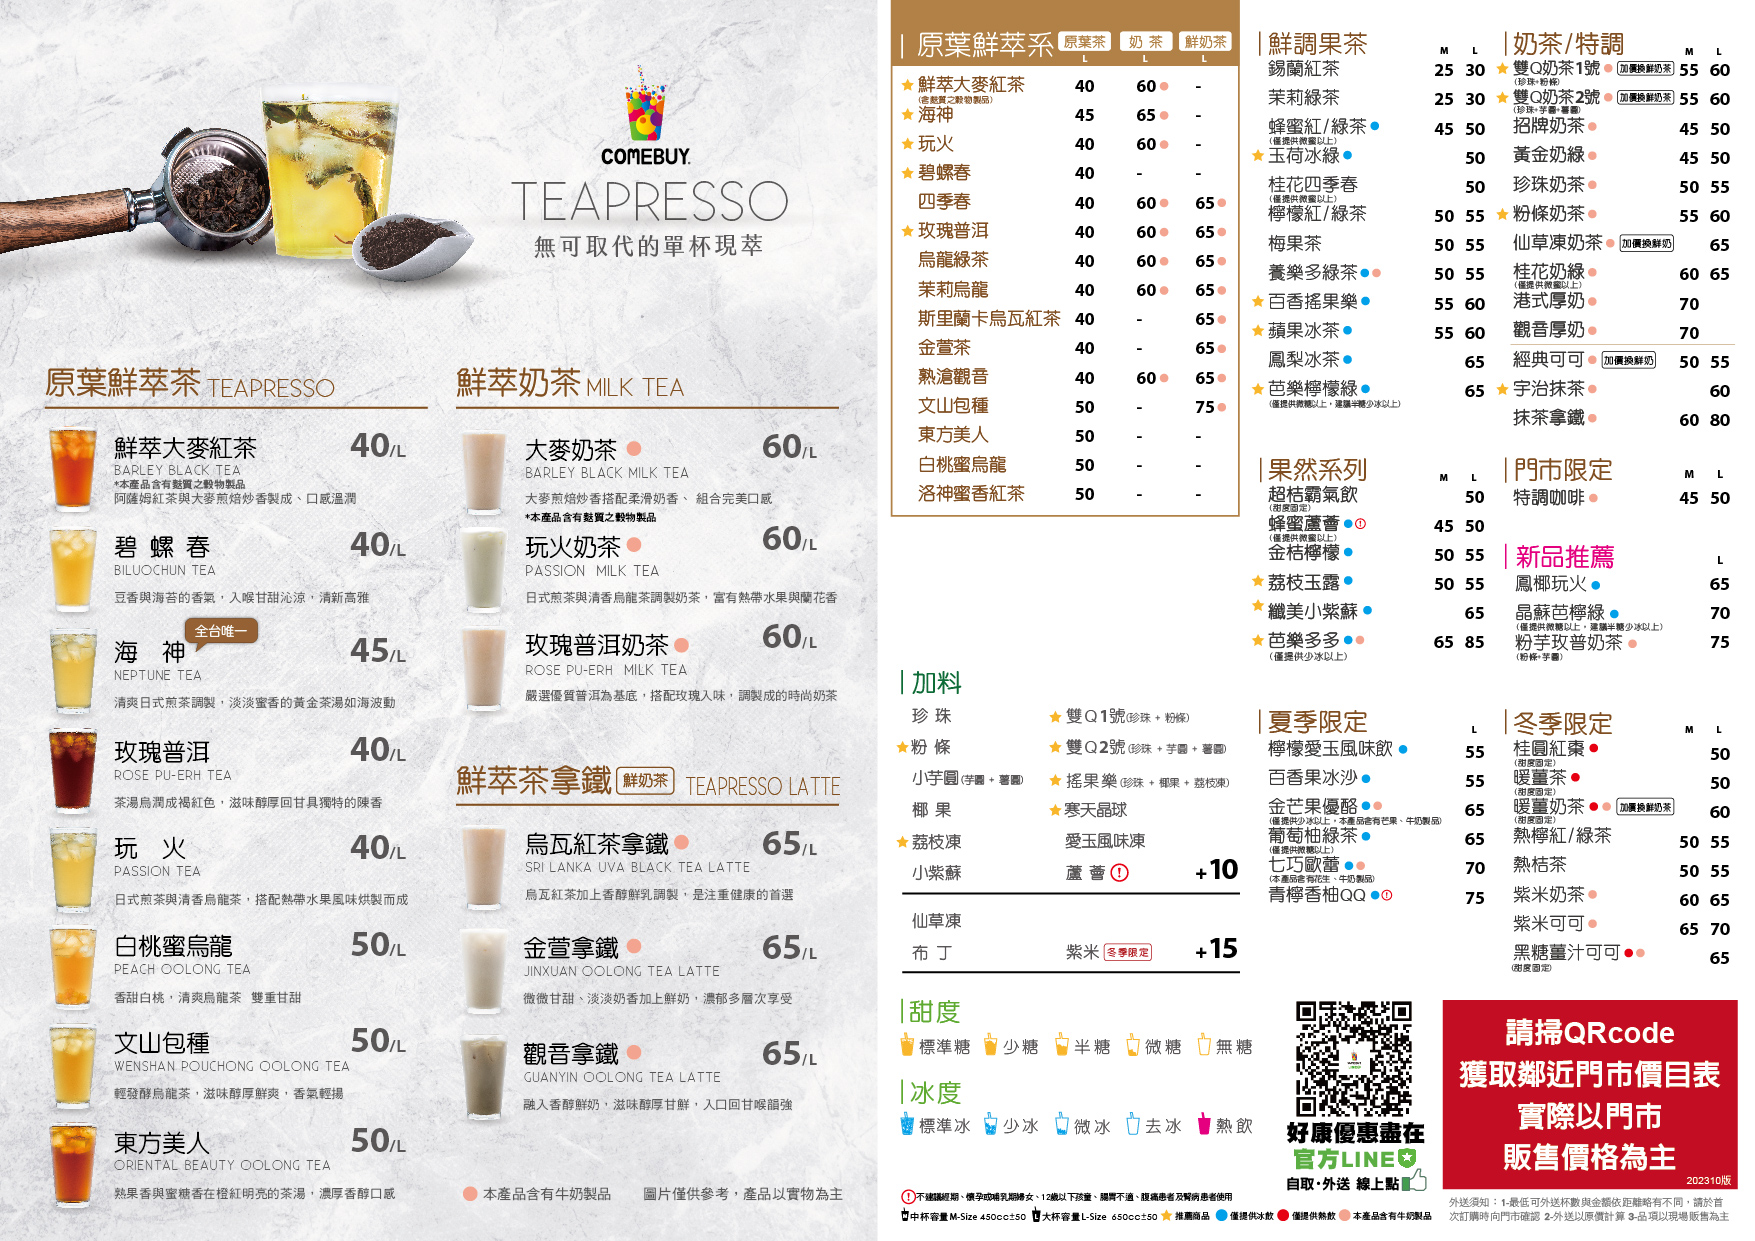 COMEBUY
TEAPRESSO
無可取代的單杯現萃
原葉鮮萃茶 TEAPRESSO
鮮萃大麥紅茶 40/L
BARLEY BLACK TEA
*本產品含有麩質之穀物製品
阿薩姆紅茶與大麥煎焙炒香製成、口感溫潤
碧螺春 40/L
BILUOCHUN TEA
豆香與海苔的香氣，入喉甘甜沁涼，清新高雅
全台唯一
海 神 45/L
NEPTUNE TEA
清爽日式煎茶調製，淡淡蜜香的黃金茶湯如海波動
玫瑰普洱 40/L
ROSE PU-ERH TEA
茶湯烏潤成褐紅色，滋味醇厚回甘具獨特的陳香
玩 火 40/L
PASSION TEA
日式煎茶與清香烏龍茶，搭配熱帶水果風味烘製而成
白桃蜜烏龍 50/L
PEACH OOLONG TEA
香甜白桃，清爽烏龍茶 雙重甘甜
文山包種 50/L
WENSHAN POUCHONG OOLONG TEA
輕發酵烏龍茶，滋味醇厚鮮爽，香氣輕揚
東方美人 50/L
ORIENTAL BEAUTY OOLONG TEA
熟果香與蜜糖香在橙紅明亮的茶湯，濃厚香醇口感
鮮萃奶茶 MILK TEA
大麥奶茶 60/L
BARLEY BLACK MILK TEA
大麥煎焙炒香搭配柔滑奶香、組合完美口感
*本產品含有麩質之穀物製品
玩火奶茶 60/L
PASSION MILK TEA
日式煎茶與清香烏龍茶調製奶茶，富有熱帶水果與蘭花香
玫瑰普洱奶茶 60/L
ROSE PU-ERH MILK TEA
嚴選優質普洱為基底，搭配玫瑰入味，調製成的時尚奶茶
鮮萃茶拿鐵 鮮奶茶 TEAPRESSO LATTE
烏瓦紅茶拿鐵 65/L
SRI LANKA UVA BLACK TEA LATTE
烏瓦紅茶加上香醇鮮乳調製，是注重健康的首選
金萱拿鐵 65/L
JINXUAN OOLONG TEA LATTE
微微甘甜、淡淡奶香加上鮮奶，濃郁多層次享受
觀音拿鐵 65/L
GUANYIN OOLONG TEA LATTE
融入香醇鮮奶，滋味醇厚甘鮮，入口回甘喉韻強
本產品含有牛奶製品 圖片僅供參考，產品以實物為主
原葉鮮萃系 原葉茶 奶茶 鮮奶茶
L L L
鮮萃大麥紅茶 40 60 -
(含麩質之穀物製品)
海神 45 65 -
玩火 40 60 -
碧螺春 40 - -
四季春 40 60 65
玫瑰普洱 40 60 65
烏龍綠茶 40 60 65
茉莉烏龍 40 60 65
斯里蘭卡烏瓦紅茶 40 - 65
金萱茶 40 - 65
熟滄觀音 40 60 65
文山包種 50 - 75
東方美人 50 - -
白桃蜜烏龍 50 - -
洛神蜜香紅茶 50 - -
加料
珍珠 雙Q1號(珍珠 + 粉條)
粉條 雙Q2號(珍珠 + 芋圓 + 薯圓)
小芋圓(芋圓 + 薯圓) 搖果樂(珍珠 + 椰果 + 荔枝凍)
椰果 寒天晶球
荔枝凍 愛玉風味凍
小紫蘇 蘆薈 +10
仙草凍
布丁 紫米 冬季限定 +15
甜度
標準糖 少糖 半糖 微糖 無糖
冰度
標準冰 少冰 微冰 去冰 熱飲
鮮調果茶 M L
錫蘭紅茶 25 30
茉莉綠茶 25 30
蜂蜜紅/綠茶 45 50
(僅提供微蜜以上)
玉荷冰綠 50
桂花四季春 50
(僅提供微蜜以上)
檸檬紅/綠茶 50 55
梅果茶 50 55
養樂多綠茶 50 55
百香搖果樂 55 60
蘋果冰茶 55 60
鳳梨冰茶 65
芭樂檸檬綠 65
(僅提供微糖以上，建議半糖少冰以上)
果然系列 M L
超桔霸氣飲 50
(甜度固定)
蜂蜜蘆薈 45 50
(僅提供微蜜以上)
金桔檸檬 50 55
荔枝玉露 50 55
纖美小紫蘇 65
芭樂多多 65 85
(僅提供少冰以上)
夏季限定 L
檸檬愛玉風味飲 55
百香果冰沙 55
金芒果優酪 65
(僅提供少冰以上，本產品含有芒果、牛奶製品)
葡萄柚綠茶 65
(僅提供微糖以上)
七巧歐蕾 70
(本產品含有花生、牛奶製品)
青檸香柚QQ 75
奶茶/特調 M L
雙Q奶茶1號 加價換鮮奶茶 55 60
(珍珠+粉條)
雙Q奶茶2號 加價換鮮奶茶 55 60
(珍珠+芋圓+薯圓)
招牌奶茶 45 50
黃金奶綠 45 50
珍珠奶茶 50 55
粉條奶茶 55 60
仙草凍奶茶 加價換鮮奶 65
桂花奶綠 60 65
(僅提供微蜜以上)
港式厚奶 70
觀音厚奶 70
經典可可 加價換鮮奶 50 55
宇治抹茶 60
抹茶拿鐵 60 80
門市限定 M L
特調咖啡 45 50
新品推薦 L
鳳椰玩火 65
晶蘇芭檸綠 70
(僅提供微糖以上，建議半糖少冰以上)
粉芋玫普奶茶 75
(粉條+芋圓)
冬季限定 M L
桂圓紅棗 50
(甜度固定)
暖薑茶 50
(甜度固定)
暖薑奶茶 加價換鮮奶茶 60
(甜度固定)
熱檸紅/綠茶 50 55
熱桔茶 50 55
紫米奶茶 60 65
紫米可可 65 70
黑糖薑汁可可 65
(甜度固定)
好康優惠盡在
官方LINE
自取·外送 線上點
請掃QRcode
獲取鄰近門市價目表
實際以門市
販售價格為主
202310版
不建議經期、懷孕或哺乳期婦女、12歲以下孩童、腸胃不適、腹瀉患者及腎病患者使用
中杯容量M-Size 450cc±50 大杯容量L-Size 650cc±50 推薦商品 僅提供冰飲 僅提供熱飲 本產品含有牛奶製品
外送須知：1-最低可外送杯數與金額依距離略有不同，請於首
次訂購時向門市確認 2-外送以原價計算 3-品項以現場販售為主